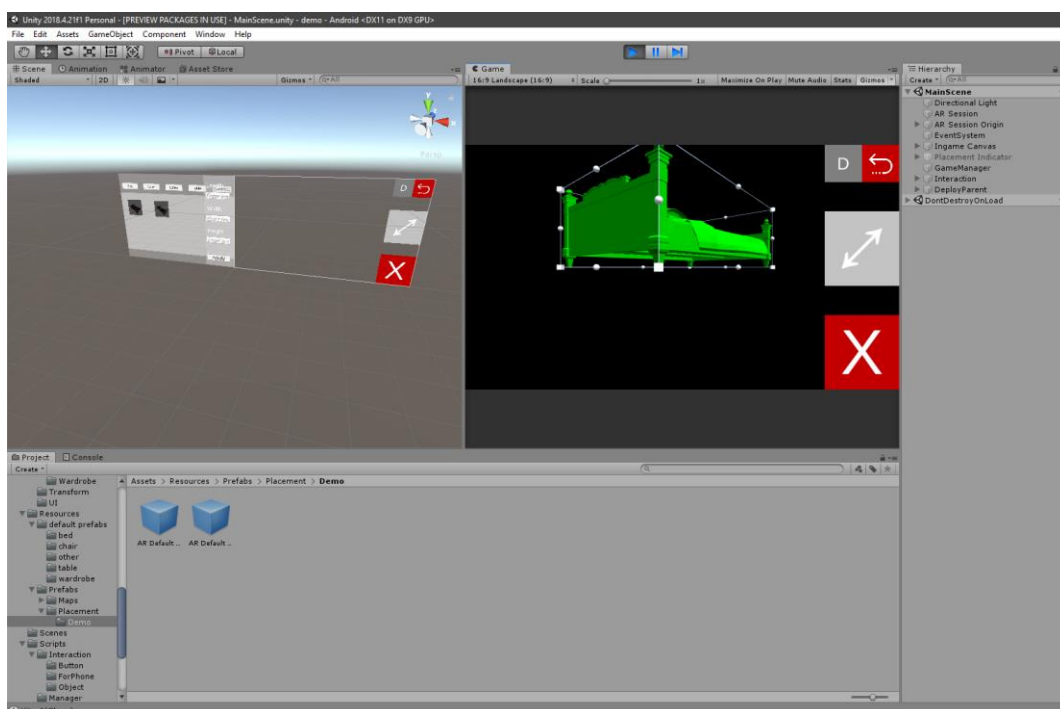 Unity 2018.4.21f1 Personal - [PREVIEW PACKAGES IN USE] - MainScene.unity - demo - Android <DX11 on DX9 GPU>
File Edit Assets GameObject Component Window Help
Pivot Local
Scene Animation Animator Asset Store
Shaded 2D Gizmos All
Y
Persp
D
X
Game
16:9 Landscape (16:9) Scale 1x Maximize On Play Mute Audio Stats Gizmos
D
X
Hierarchy
Create All
MainScene
Directional Light
AR Session
AR Session Origin
EventSystem
Ingame Canvas
Placement Indicator
GameManager
Interaction
DeployParent
DontDestroyOnLoad
Project Console
Create
Wardrobe
Transform
UI
Resources
default prefabs
bed
chair
other
table
wardrobe
Prefabs
Maps
Placement
Demo
Scenes
Scripts
Interaction
Button
ForPhone
Object
Manager
Assets > Resources > Prefabs > Placement > Demo
AR Default .. AR Default ..